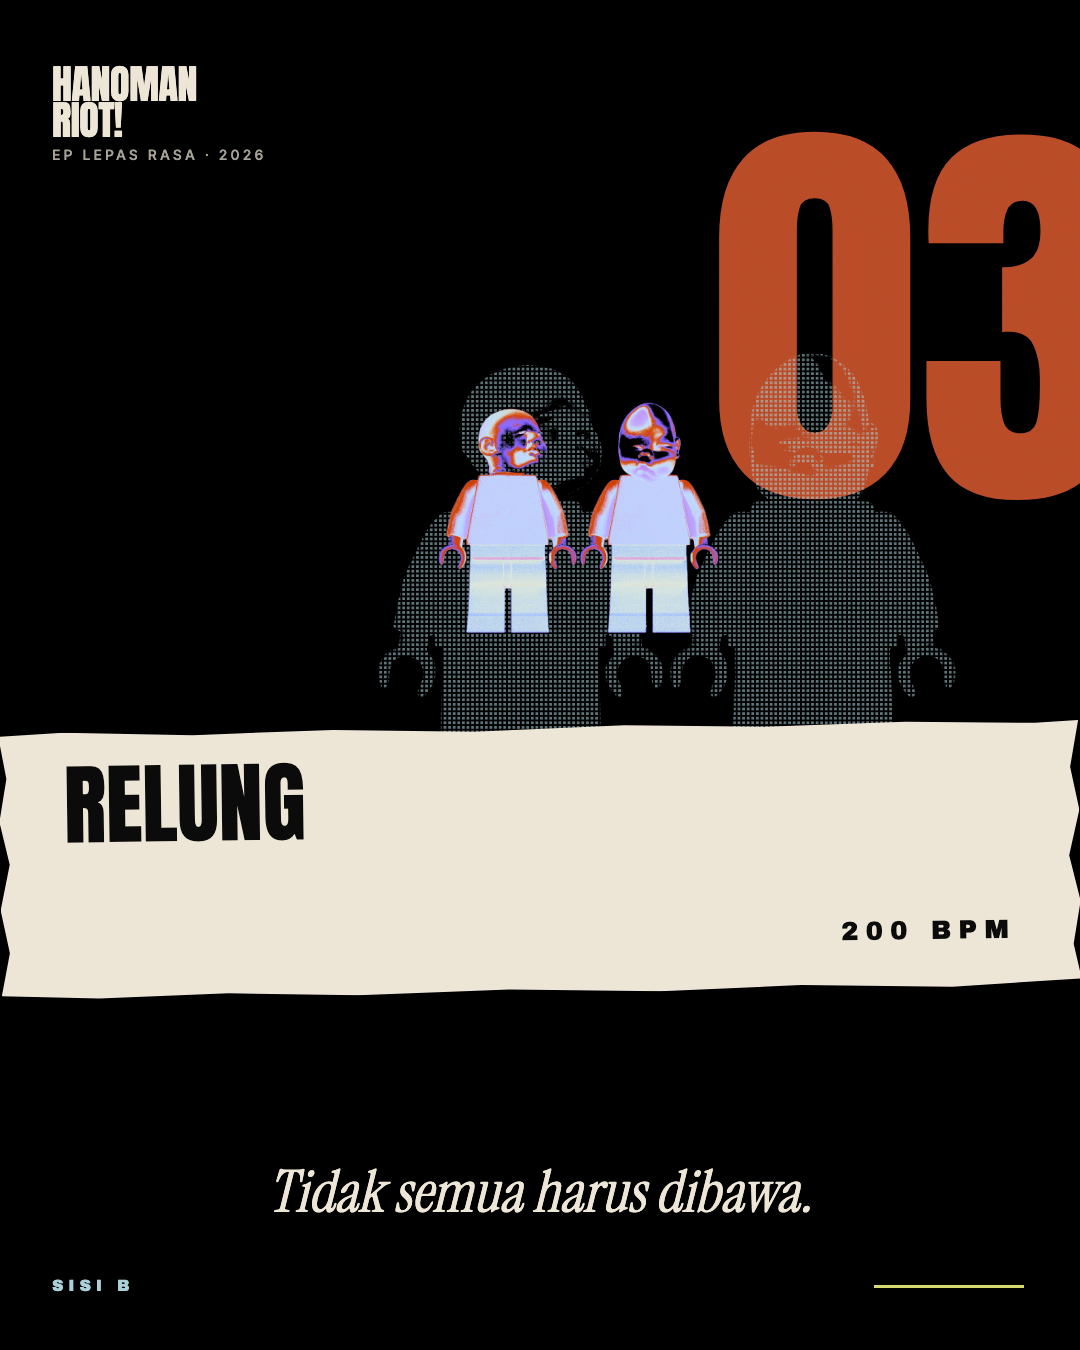 HANOMAN
RIOT!
EP LEPAS RASA · 2026
03
RELUNG
200 BPM
Tidak semua harus dibawa.
SISI B